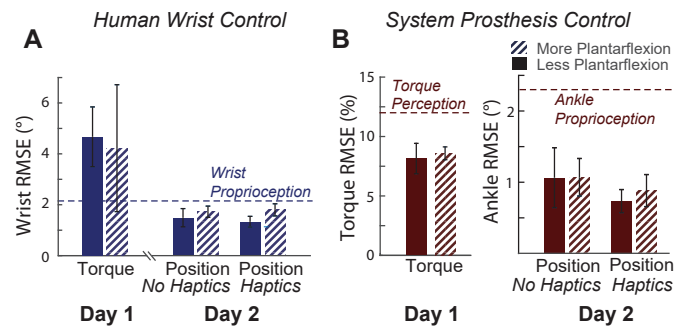 Human Wrist Control
System Prosthesis Control
A
B
More Plantarflexion
Less Plantarflexion
Wrist RMSE (°)
6
4
2
0
Wrist
Proprioception
Torque
Position
No Haptics
Position
Haptics
Day 1
Day 2
Torque RMSE (%)
15
10
5
0
Torque
Perception
Torque
Day 1
Ankle RMSE (°)
2
1
Ankle
Proprioception
Position
No Haptics
Position
Haptics
Day 2